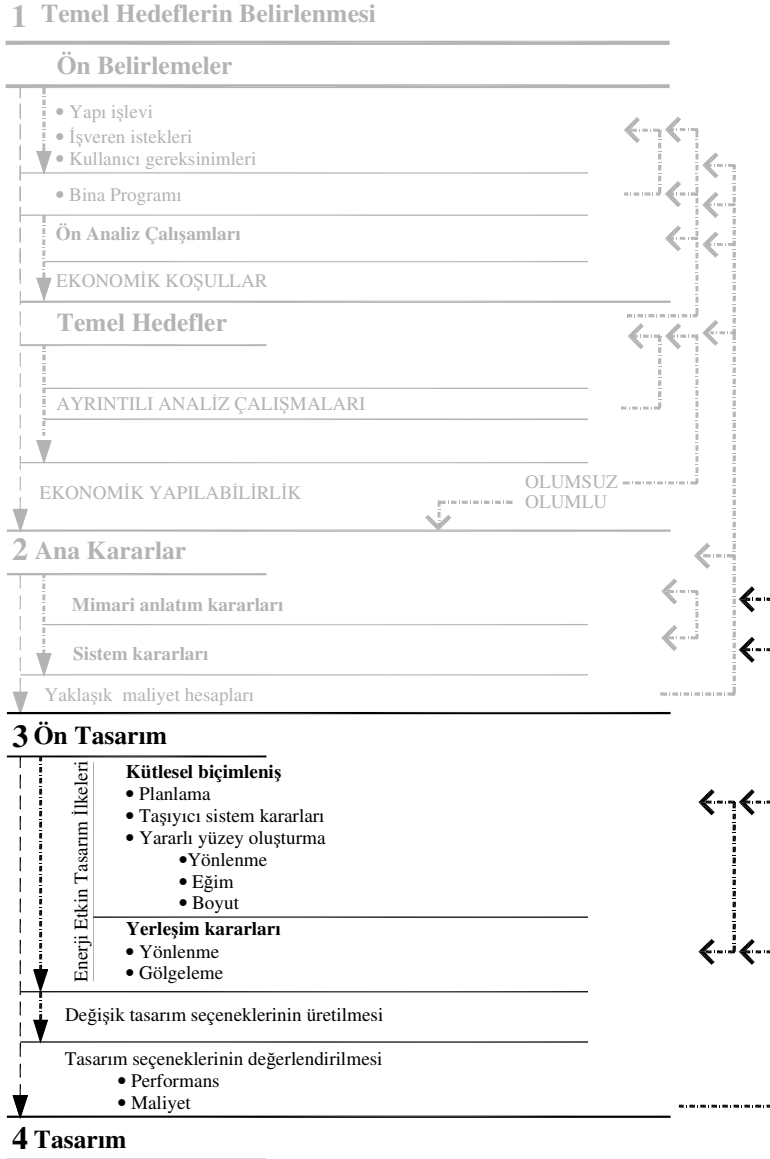 1 Temel Hedeflerin Belirlenmesi
Ön Belirlemeler
• Yapı işlevi
• İşveren istekleri
• Kullanıcı gereksinimleri
• Bina Programı
Ön Analiz Çalışamları
EKONOMİK KOŞULLAR
Temel Hedefler
AYRINTILI ANALİZ ÇALIŞMALARI
EKONOMİK YAPILABİLİRLİK
OLUMSUZ
OLUMLU
2 Ana Kararlar
Mimari anlatım kararları
Sistem kararları
Yaklaşık maliyet hesapları
3 Ön Tasarım
Enerji Etkin Tasarım İlkeleri
Kütlesel biçimleniş
• Planlama
• Taşıyıcı sistem kararları
• Yararlı yüzey oluşturma
•Yönlenme
• Eğim
• Boyut
Yerleşim kararları
• Yönlenme
• Gölgeleme
Değişik tasarım seçeneklerinin üretilmesi
Tasarım seçeneklerinin değerlendirilmesi
• Performans
• Maliyet
4 Tasarım